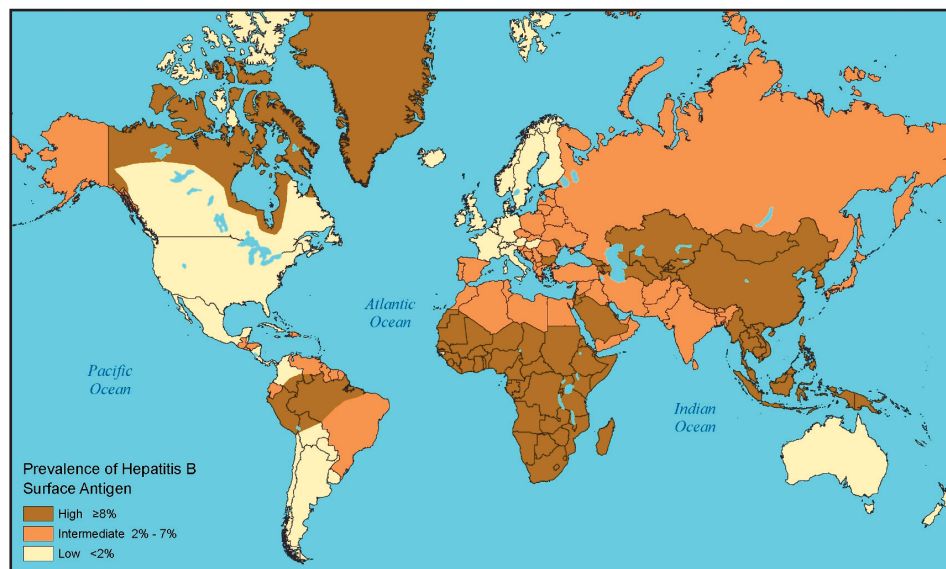 Atlantic
Ocean
Pacific
Ocean
Indian
Ocean
Prevalence of Hepatitis B
Surface Antigen
High ≥8%
Intermediate 2% - 7%
Low <2%